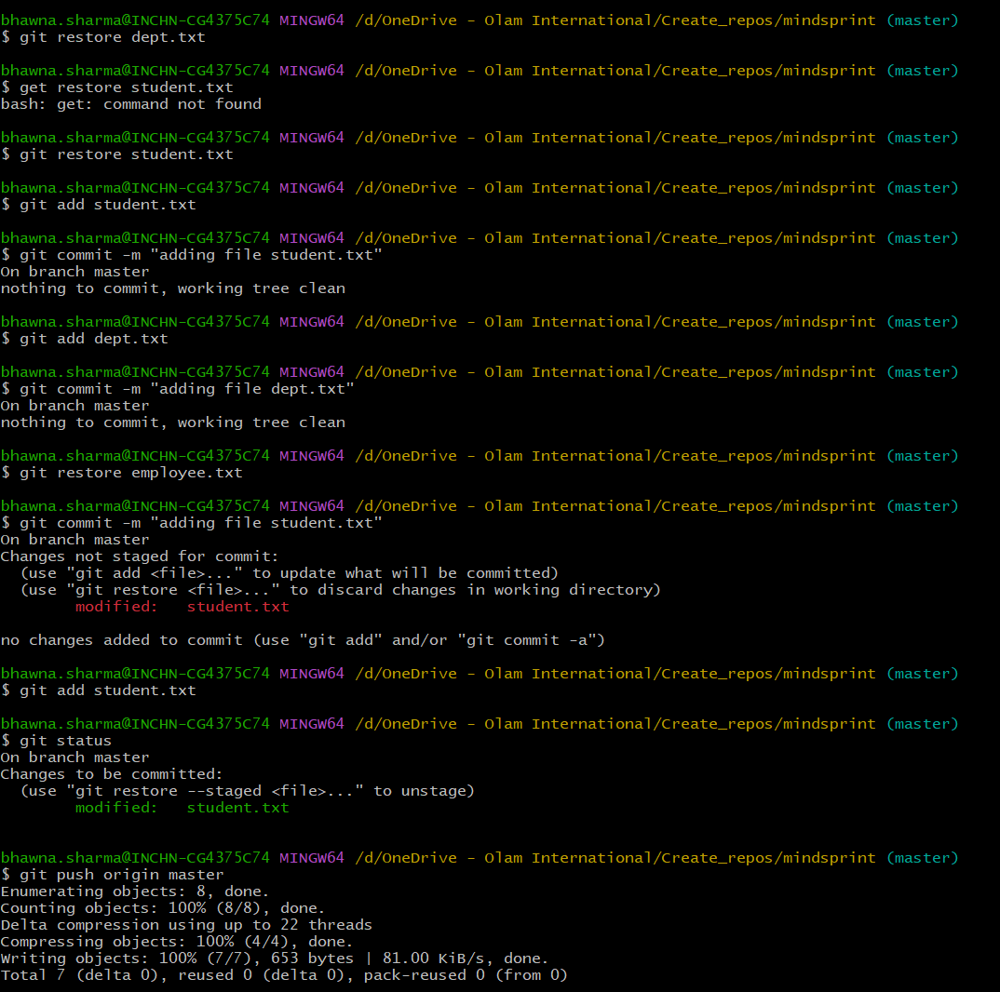 bhawna.sharma@INCHN-CG4375C74 MINGW64 /d/OneDrive - Olam International/Create_repos/mindsprint (master)
$ git restore dept.txt

bhawna.sharma@INCHN-CG4375C74 MINGW64 /d/OneDrive - Olam International/Create_repos/mindsprint (master)
$ get restore student.txt
bash: get: command not found

bhawna.sharma@INCHN-CG4375C74 MINGW64 /d/OneDrive - Olam International/Create_repos/mindsprint (master)
$ git restore student.txt

bhawna.sharma@INCHN-CG4375C74 MINGW64 /d/OneDrive - Olam International/Create_repos/mindsprint (master)
$ git add student.txt

bhawna.sharma@INCHN-CG4375C74 MINGW64 /d/OneDrive - Olam International/Create_repos/mindsprint (master)
$ git commit -m "adding file student.txt"
On branch master
nothing to commit, working tree clean

bhawna.sharma@INCHN-CG4375C74 MINGW64 /d/OneDrive - Olam International/Create_repos/mindsprint (master)
$ git add dept.txt

bhawna.sharma@INCHN-CG4375C74 MINGW64 /d/OneDrive - Olam International/Create_repos/mindsprint (master)
$ git commit -m "adding file dept.txt"
On branch master
nothing to commit, working tree clean

bhawna.sharma@INCHN-CG4375C74 MINGW64 /d/OneDrive - Olam International/Create_repos/mindsprint (master)
$ git restore employee.txt

bhawna.sharma@INCHN-CG4375C74 MINGW64 /d/OneDrive - Olam International/Create_repos/mindsprint (master)
$ git commit -m "adding file student.txt"
On branch master
Changes not staged for commit:
  (use "git add <file>..." to update what will be committed)
  (use "git restore <file>..." to discard changes in working directory)
        modified:   student.txt

no changes added to commit (use "git add" and/or "git commit -a")

bhawna.sharma@INCHN-CG4375C74 MINGW64 /d/OneDrive - Olam International/Create_repos/mindsprint (master)
$ git add student.txt

bhawna.sharma@INCHN-CG4375C74 MINGW64 /d/OneDrive - Olam International/Create_repos/mindsprint (master)
$ git status
On branch master
Changes to be committed:
  (use "git restore --staged <file>..." to unstage)
        modified:   student.txt

bhawna.sharma@INCHN-CG4375C74 MINGW64 /d/OneDrive - Olam International/Create_repos/mindsprint (master)
$ git push origin master
Enumerating objects: 8, done.
Counting objects: 100% (8/8), done.
Delta compression using up to 22 threads
Compressing objects: 100% (4/4), done.
Writing objects: 100% (7/7), 653 bytes | 81.00 KiB/s, done.
Total 7 (delta 0), reused 0 (delta 0), pack-reused 0 (from 0)